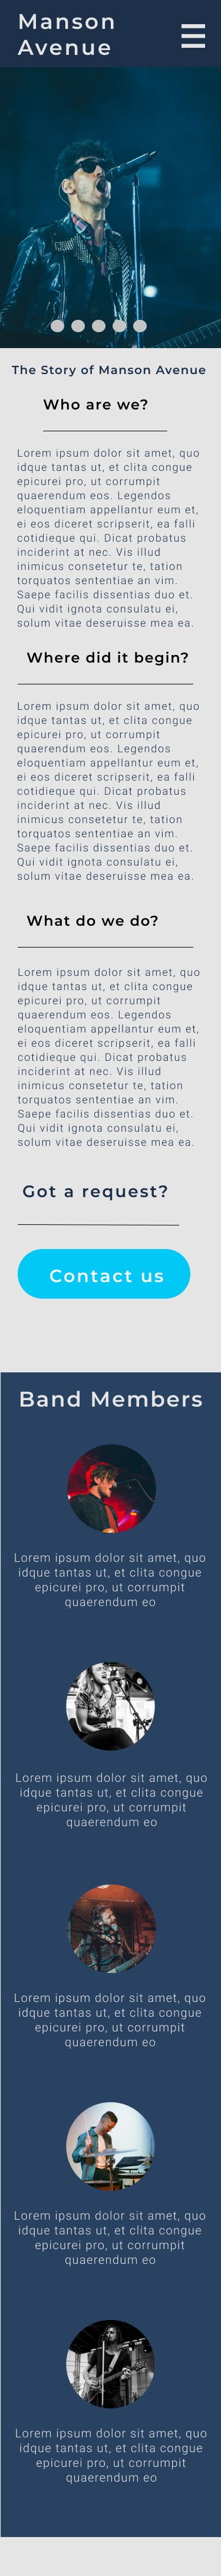 Manson
Avenue
The Story of Manson Avenue
Who are we?
Lorem ipsum dolor sit amet, quo
idque tantas ut, et clita congue
epicurei pro, ut corrumpit
quaerendum eos. Legendos
eloquentiam appellantur eum et,
ei eos diceret scripserit, ea falli
cotidieque qui. Dicat probatus
inciderint at nec. Vis illud
inimicus consetetur te, tation
torquatos sententiae an vim.
Saepe facilis dissentias duo et.
Qui vidit ignota consulatu ei,
solum vitae deseruisse mea ea.
Where did it begin?
Lorem ipsum dolor sit amet, quo
idque tantas ut, et clita congue
epicurei pro, ut corrumpit
quaerendum eos. Legendos
eloquentiam appellantur eum et,
ei eos diceret scripserit, ea falli
cotidieque qui. Dicat probatus
inciderint at nec. Vis illud
inimicus consetetur te, tation
torquatos sententiae an vim.
Saepe facilis dissentias duo et.
Qui vidit ignota consulatu ei,
solum vitae deseruisse mea ea.
What do we do?
Lorem ipsum dolor sit amet, quo
idque tantas ut, et clita congue
epicurei pro, ut corrumpit
quaerendum eos. Legendos
eloquentiam appellantur eum et,
ei eos diceret scripserit, ea falli
cotidieque qui. Dicat probatus
inciderint at nec. Vis illud
inimicus consetetur te, tation
torquatos sententiae an vim.
Saepe facilis dissentias duo et.
Qui vidit ignota consulatu ei,
solum vitae deseruisse mea ea.
Got a request?
Contact us
Band Members
Lorem ipsum dolor sit amet, quo
idque tantas ut, et clita congue
epicurei pro, ut corrumpit
quaerendum eo
Lorem ipsum dolor sit amet, quo
idque tantas ut, et clita congue
epicurei pro, ut corrumpit
quaerendum eo
Lorem ipsum dolor sit amet, quo
idque tantas ut, et clita congue
epicurei pro, ut corrumpit
quaerendum eo
Lorem ipsum dolor sit amet, quo
idque tantas ut, et clita congue
epicurei pro, ut corrumpit
quaerendum eo
Lorem ipsum dolor sit amet, quo
idque tantas ut, et clita congue
epicurei pro, ut corrumpit
quaerendum eo